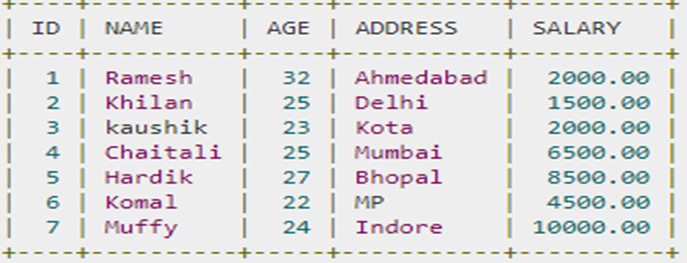 +----+----------+-----+-----------+----------+
| ID | NAME     | AGE | ADDRESS   | SALARY   |
+----+----------+-----+-----------+----------+
|  1 | Ramesh   |  32 | Ahmedabad |  2000.00 |
|  2 | Khilan   |  25 | Delhi     |  1500.00 |
|  3 | kaushik  |  23 | Kota      |  2000.00 |
|  4 | Chaitali |  25 | Mumbai    |  6500.00 |
|  5 | Hardik   |  27 | Bhopal    |  8500.00 |
|  6 | Komal    |  22 | MP        |  4500.00 |
|  7 | Muffy    |  24 | Indore    | 10000.00 |
+----+----------+-----+-----------+----------+